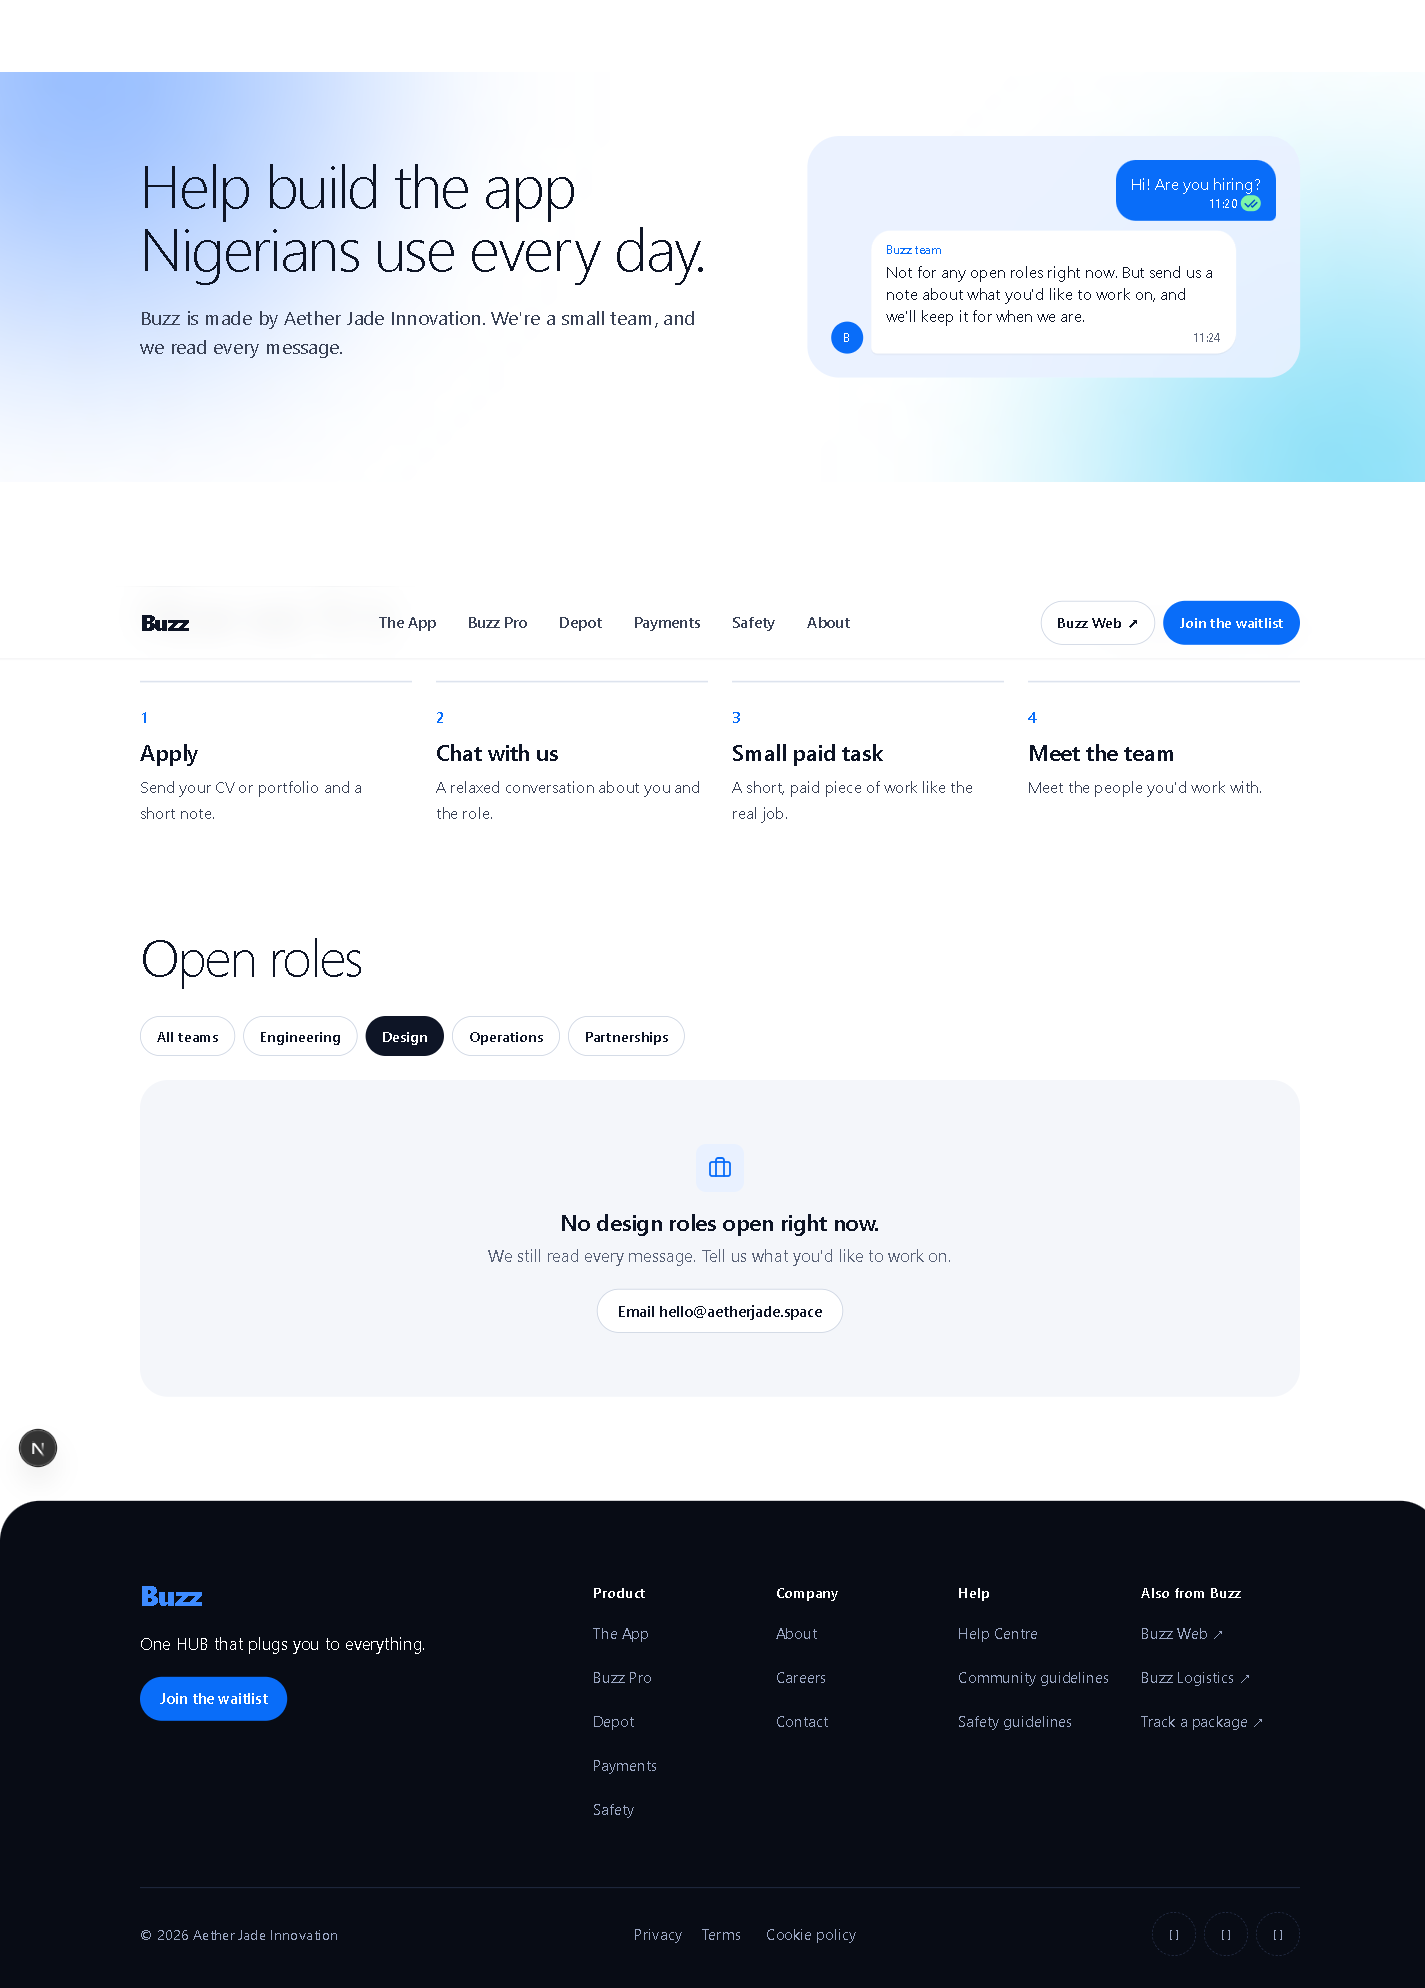 Help build the app
Nigerians use every day.
Buzz is made by Aether Jade Innovation. We're a small team, and
we read every message.
Hi! Are you hiring?
11:20
Buzz team
Not for any open roles right now. But send us a
note about what you'd like to work on, and
we'll keep it for when we are.
11:24
B
Buzz
The App
Buzz Pro
Depot
Payments
Safety
About
Buzz Web ↗
Join the waitlist
1
Apply
Send your CV or portfolio and a
short note.
2
Chat with us
A relaxed conversation about you and
the role.
3
Small paid task
A short, paid piece of work like the
real job.
4
Meet the team
Meet the people you'd work with.
Open roles
All teams
Engineering
Design
Operations
Partnerships
No design roles open right now.
We still read every message. Tell us what you'd like to work on.
Email hello@aetherjade.space
N
Buzz
One HUB that plugs you to everything.
Join the waitlist
Product
The App
Buzz Pro
Depot
Payments
Safety
Company
About
Careers
Contact
Help
Help Centre
Community guidelines
Safety guidelines
Also from Buzz
Buzz Web ↗
Buzz Logistics ↗
Track a package ↗
© 2026 Aether Jade Innovation
Privacy
Terms
Cookie policy
[ ]
[ ]
[ ]